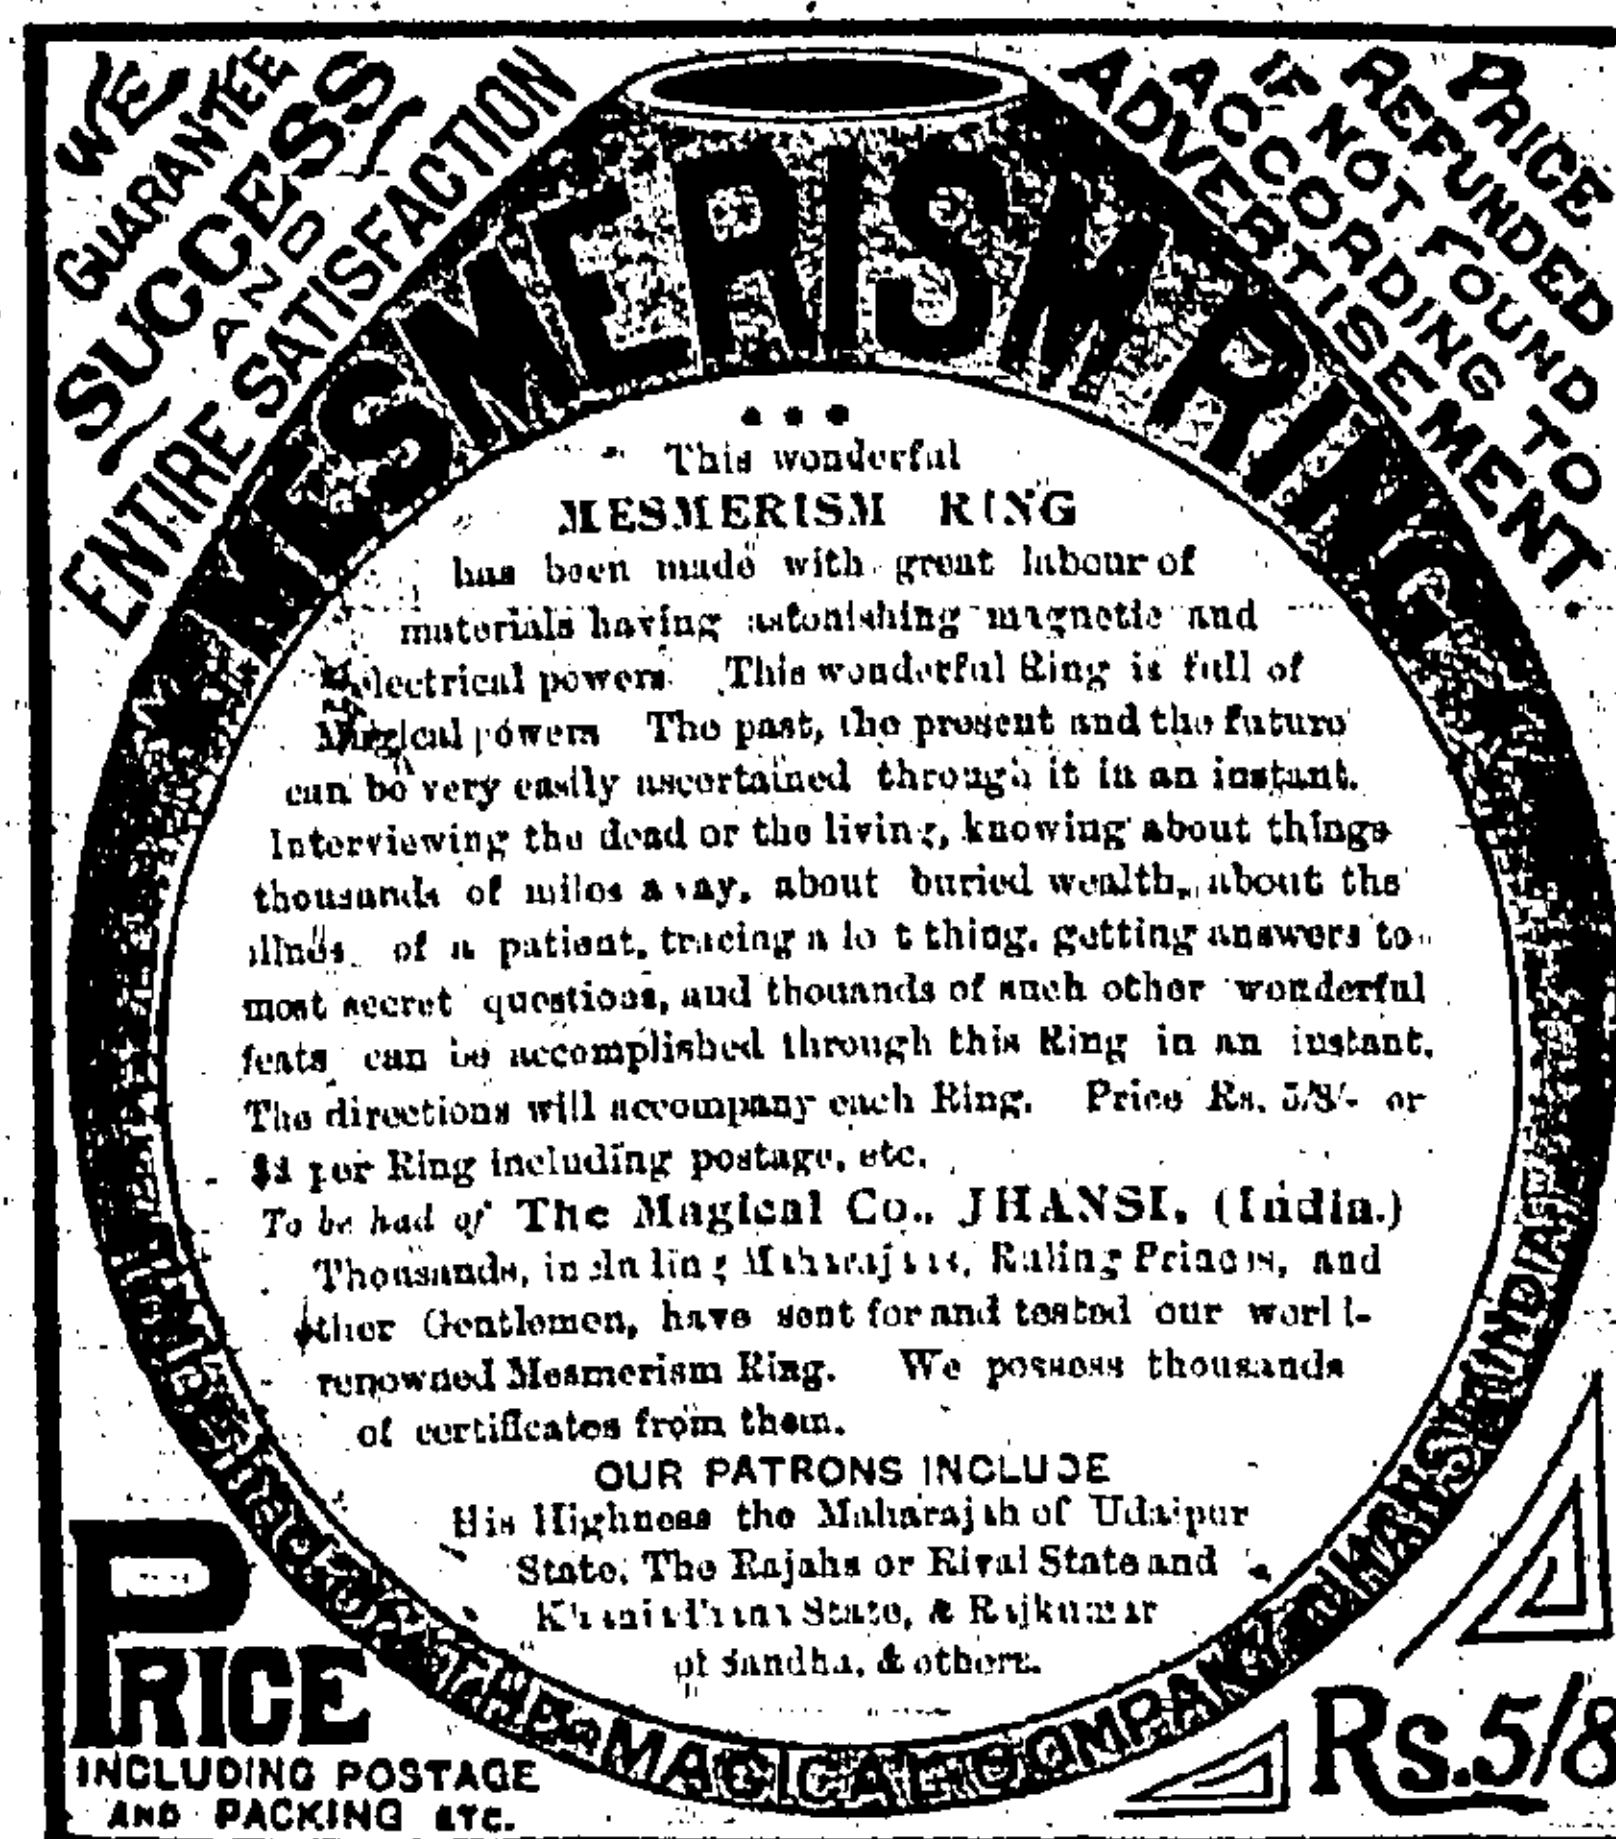 WE
GUARANTEE
SUCCESS
AND
ENTIRE SATISFACTION
PRICE
REFUNDED
IF NOT FOUND
ACCORDING TO
ADVERTISEMENT.
MESMERISM RING
This wonderful
MESMERISM RING
has been made with great labour of
materials having astonishing magnetic and
electrical powers. This wonderful Ring is full of
Magical powers The past, the present and the future
can be very easily ascertained through it in an instant.
Interviewing the dead or the living, knowing about things
thousands of miles away, about buried wealth, about the
illness of a patient, tracing a lost thing, getting answers to
most secret questions, and thouands of such other wonderful
feats can be accomplished through this Ring in an instant.
The directions will accompany each Ring. Price Rs. 5/8/- or
per Ring including postage, etc.
To be had of The Magical Co., JHANSI, (India.)
Thousands, including Maharajas, Ruling Princes, and
other Gentlemen, have sent for and tested our world-
renowned Mesmerism Ring. We possess thousands
of certificates from them.
OUR PATRONS INCLUDE
His Highness the Maharajah of Udaipur
State, The Rajahs or State and
State, & Rajkumar
of Sandha, & others.
THE MAGICAL COMPANY JHANSI INDIA
PRICE
INCLUDING POSTAGE
AND PACKING ETC.
Rs. 5/8